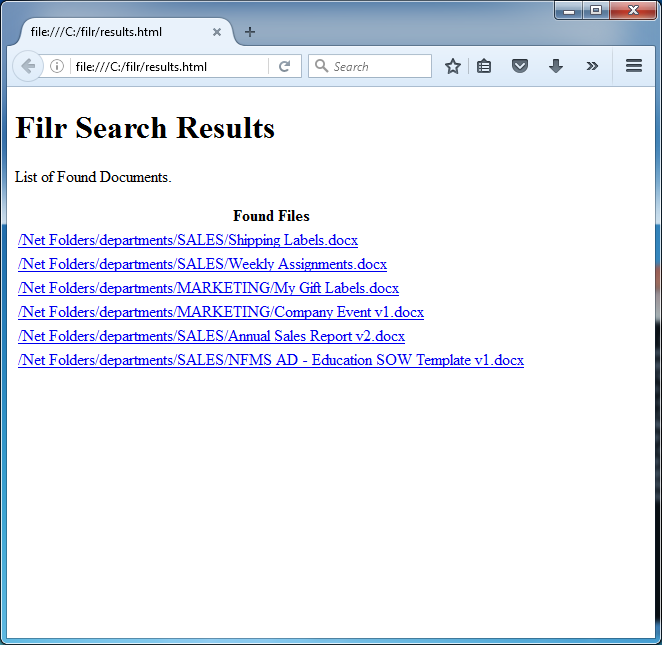 file:///C:/filr/results.html
file:///C:/filr/results.html
Search
Filr Search Results
List of Found Documents.
Found Files
/Net Folders/departments/SALES/Shipping Labels.docx
/Net Folders/departments/SALES/Weekly Assignments.docx
/Net Folders/departments/MARKETING/My Gift Labels.docx
/Net Folders/departments/MARKETING/Company Event v1.docx
/Net Folders/departments/SALES/Annual Sales Report v2.docx
/Net Folders/departments/SALES/NFMS AD - Education SOW Template v1.docx